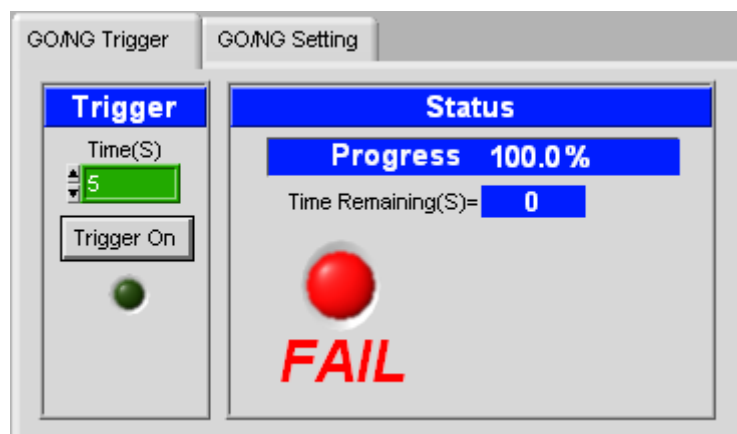 GO/NG Trigger
GO/NG Setting
Trigger
Time(S)
5
Trigger On
Status
Progress 100.0%
Time Remaining(S)= 0
FAIL